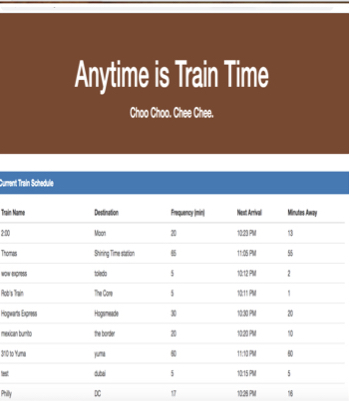 Anytime is Train Time
Choo Choo. Chee Chee.
Current Train Schedule
Train Name Destination Frequency (min) Next Arrival Minutes Away
2:00 Moon 20 10:23 PM 13
Thomas Shining Time station 65 11:05 PM 55
wow express toledo 5 10:12 PM 2
Rob's Train The Core 5 10:11 PM 1
Hogwarts Express Hogsmeade 30 10:30 PM 20
mexican burrito the border 20 10:20 PM 10
310 to Yuma yuma 60 11:10 PM 60
test dubai 5 10:15 PM 5
Philly DC 17 10:26 PM 16